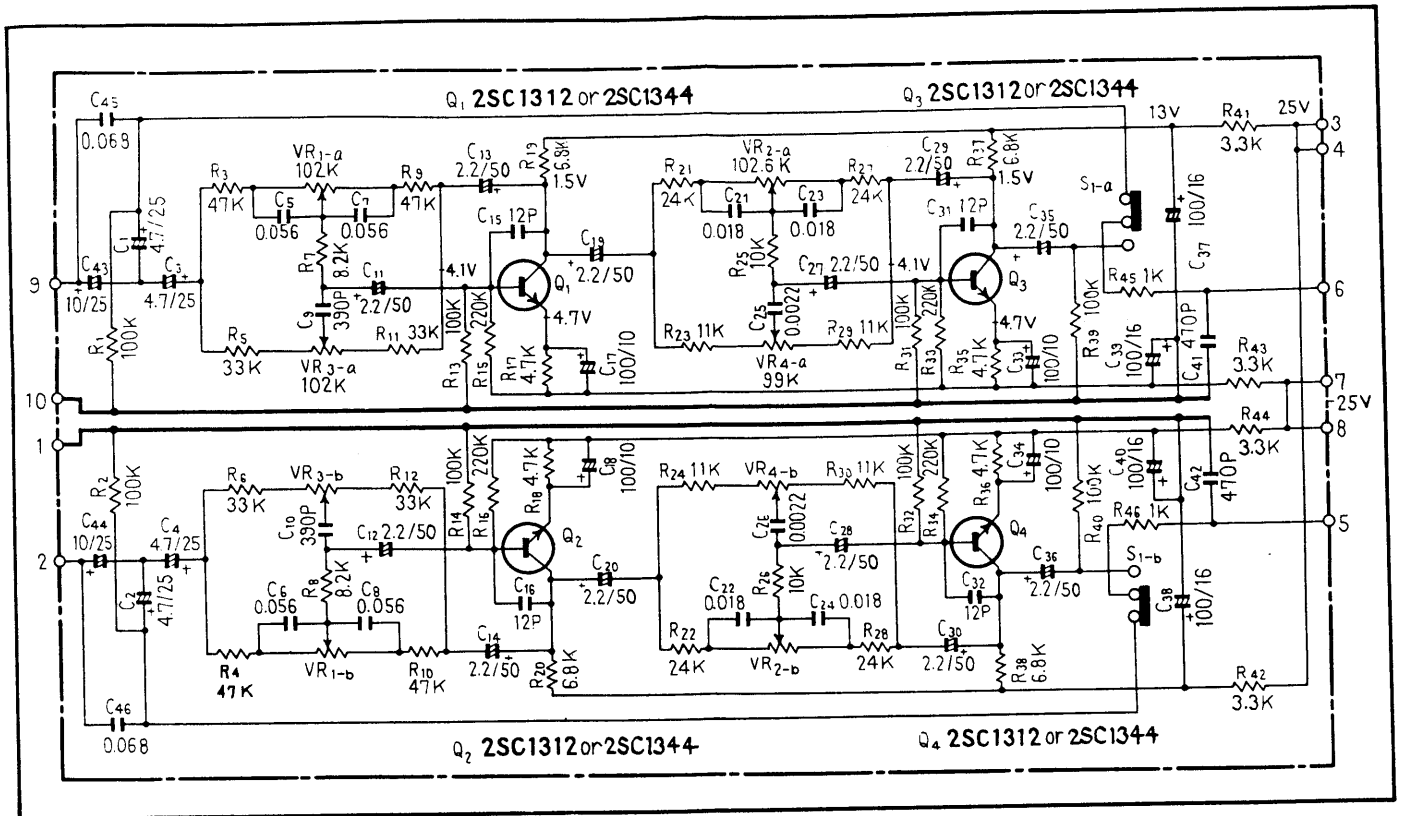 Q1 2SC1312 or 2SC1344
Q3 2SC1312 or 2SC1344
C45
0.068
13V
R41
3.3K
25V
3
4
R3
47K
VR1-a
102K
R9
47K
C13
2.2/50
R19
6.8K
1.5V
R21
24K
VR2-a
102.6K
R27
24K
C29
2.2/50
R37
6.8K
1.5V
S1-a
100/16
C37
C5
0.056
C7
0.056
C15 12P
C21
0.018
C23
0.018
C31 12P
C35
2.2/50
C1
4.7/25
C43
10/25
C3
4.7/25
9
R7
8.2K
C11
2.2/50
-4.1V
Q1
C19
2.2/50
R25
10K
C27 2.2/50
-4.1V
Q3
R45 1K
6
R1
100K
C9
390P
R5
33K
VR3-a
102K
R11 33K
R13
100K
R15
220K
-4.7V
R17
4.7K
C17
100/10
C25
0.0022
R23 11K
VR4-a
99K
R29 11K
R31
100K
R33
220K
-4.7V
R35
4.7K
C33
100/10
R39
100K
C39
100/16
C41
470P
R43
3.3K
7
10
-25V
1
R44
3.3K
8
R2
100K
R6
33K
VR3-b
R12
33K
R14
100K
R16
220K
R18
4.7K
C18
100/10
R24 11K
VR4-b
R30 11K
R32
100K
R34
220K
R36
4.7K
C34
100/10
R40
100K
C40
100/16
C42
470P
C44
10/25
C4
4.7/25
C10
390P
C12 2.2/50
Q2
C26
0.0022
C28
2.2/50
Q4
R46 1K
5
2
C2
4.7/25
R8
8.2K
C6
0.056
C8
0.056
C16
12P
C20
2.2/50
R26
10K
C22
0.018
C24 0.018
C32
12P
C36
2.2/50
S1-b
C38
100/16
R4
47K
VR1-b
R10
47K
C14
2.2/50
R20
6.8K
R22
24K
VR2-b
R28
24K
C30
2.2/50
R38
6.8K
R42
3.3K
C46
0.068
Q2 2SC1312 or 2SC1344
Q4 2SC1312 or 2SC1344